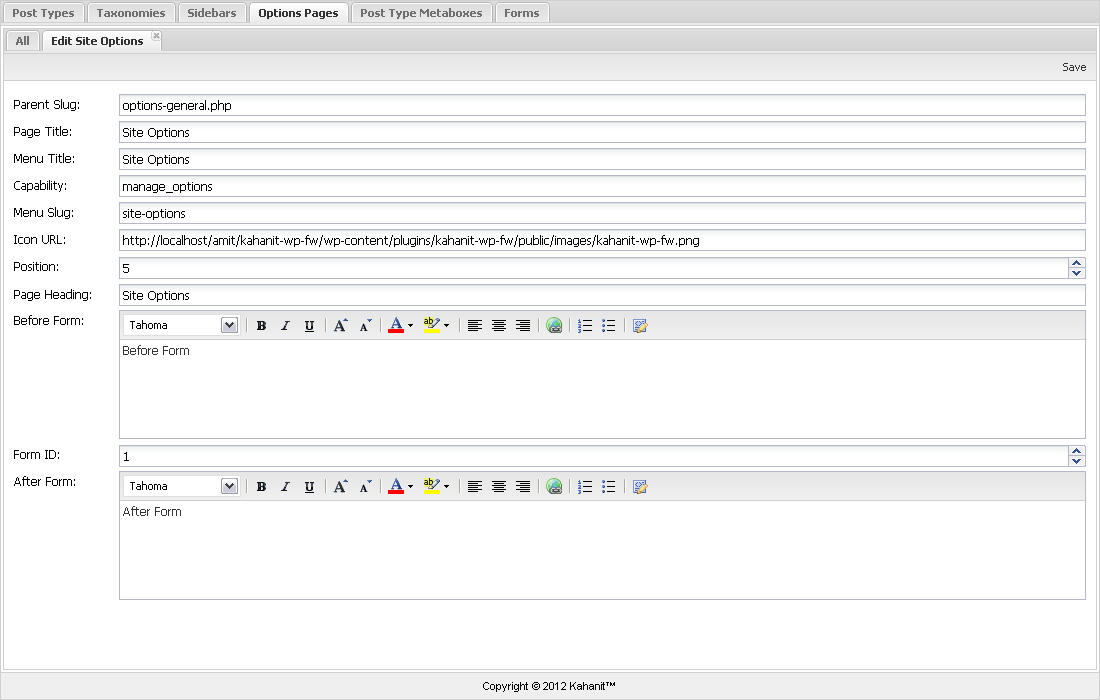 Post Types Taxonomies Sidebars Options Pages Post Type Metaboxes Forms
All Edit Site Options
Save
Parent Slug: options-general.php
Page Title: Site Options
Menu Title: Site Options
Capability: manage_options
Menu Slug: site-options
Icon URL: http://localhost/amit/kahanit-wp-fw/wp-content/plugins/kahanit-wp-fw/public/images/kahanit-wp-fw.png
Position: 5
Page Heading: Site Options
Before Form: Tahoma B I U A A A ab
Before Form
Form ID: 1
After Form: Tahoma B I U A A A ab
After Form
Copyright © 2012 Kahanit™